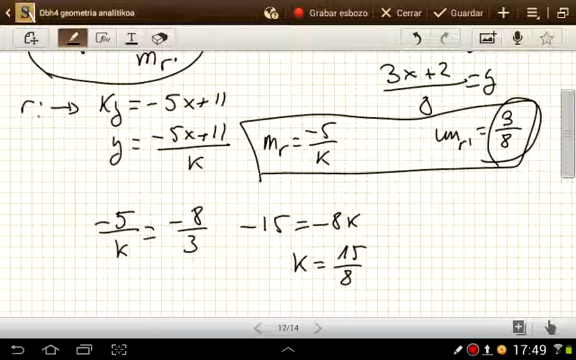 Dbh4 geometria analitikoa
Grabar esbozo
Cerrar
Guardar
m_r'
(3x+2)/8 = y
r: → Ky = -5x+11
y = (-5x+11)/K
m_r = -5/K
m_r' = 3/8
-5/k = -8/3
-15 = -8K
K = 15/8
12/14
17:49